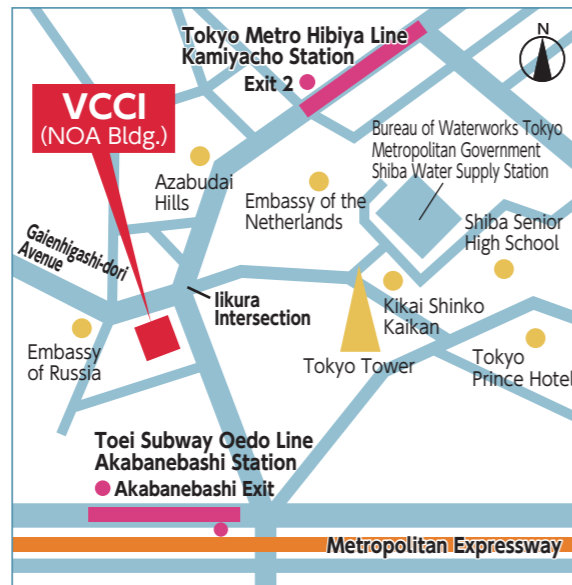 Tokyo Metro Hibiya Line
Kamiyacho Station
Exit 2
N
VCCI
(NOA Bldg.)
Bureau of Waterworks Tokyo
Metropolitan Government
Shiba Water Supply Station
Azabudai
Hills
Embassy of the
Netherlands
Shiba Senior
High School
Gaienhigashi-dori
Avenue
Iikura
Intersection
Kikai Shinko
Kaikan
Embassy
of Russia
Tokyo Tower
Tokyo
Prince Hotel
Toei Subway Oedo Line
Akabanebashi Station
Akabanebashi Exit
Metropolitan Expressway